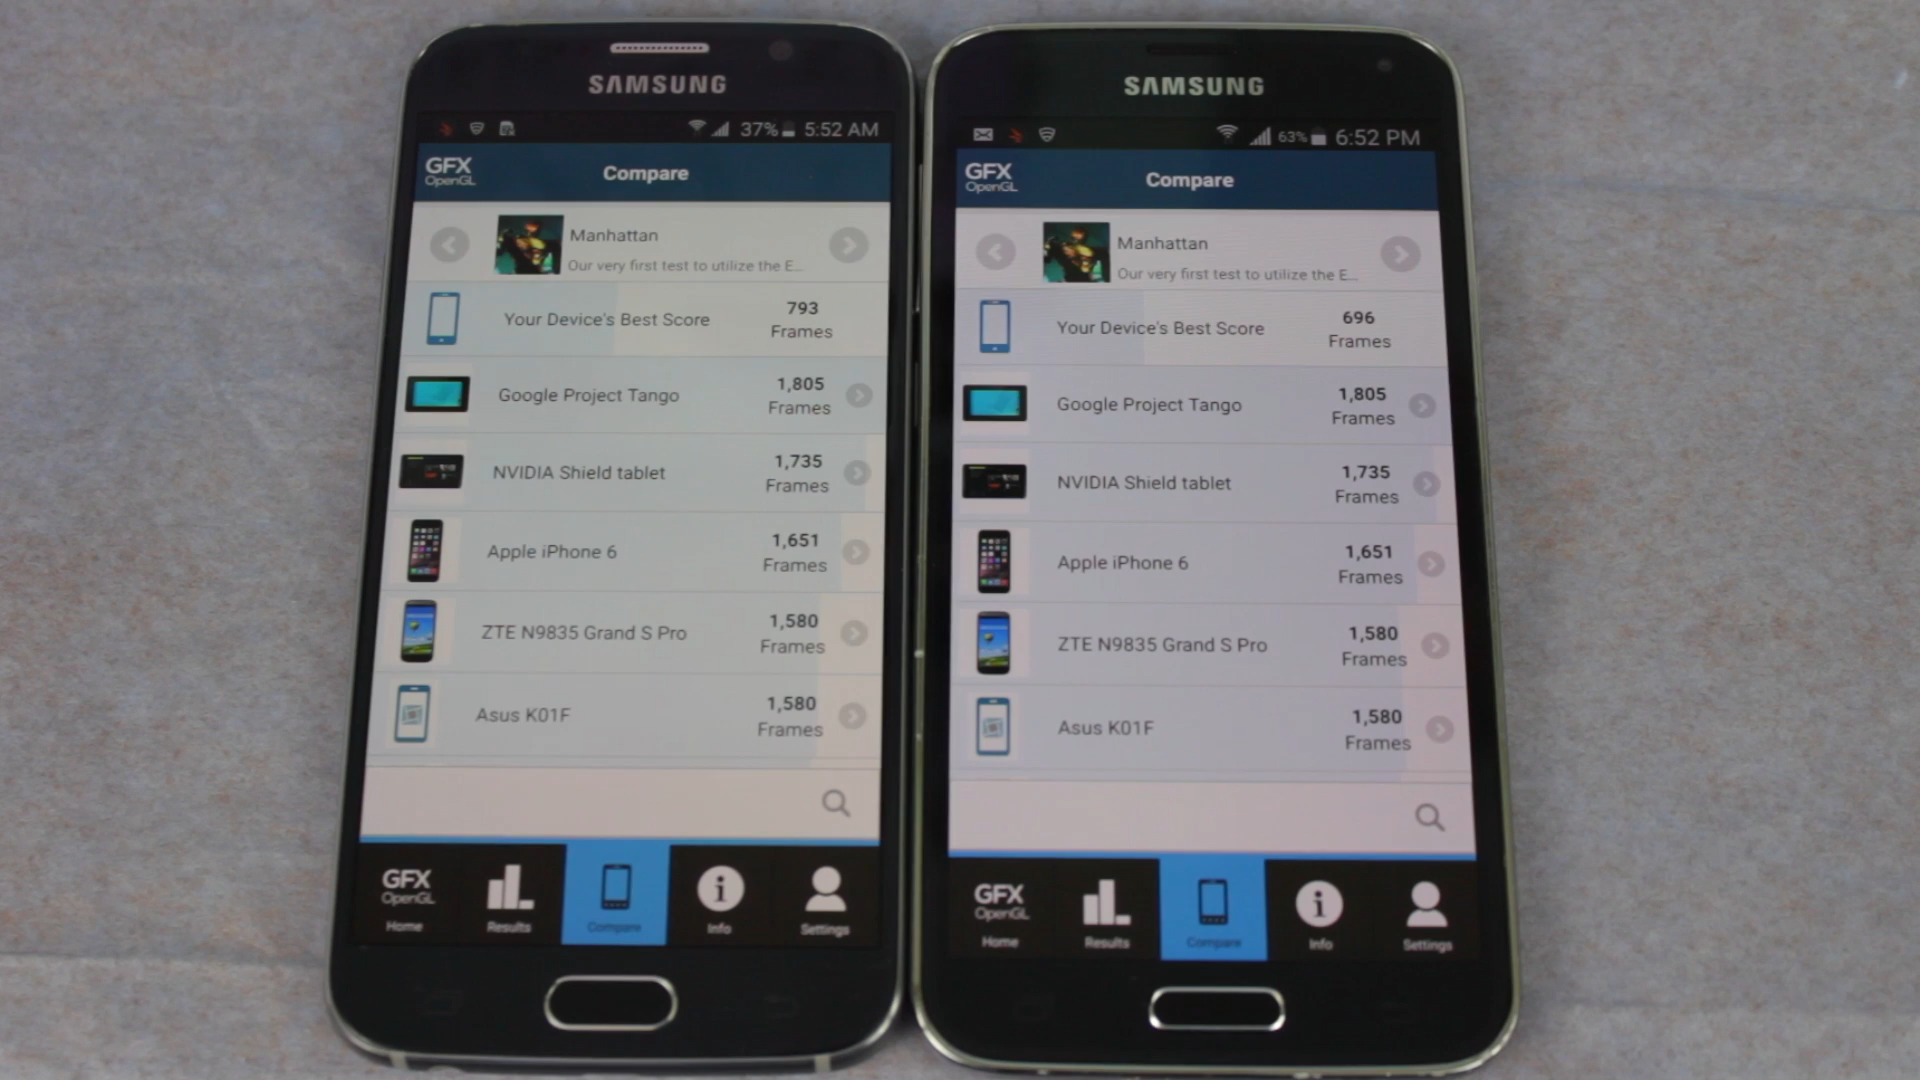 SAMSUNG
37% 5:52 AM
GFX
OpenGL
Compare
Manhattan
Our very first test to utilize the E...
Your Device's Best Score
793
Frames
Google Project Tango
1,805
Frames
NVIDIA Shield tablet
1,735
Frames
Apple iPhone 6
1,651
Frames
ZTE N9835 Grand S Pro
1,580
Frames
Asus K01F
1,580
Frames
GFX
OpenGL
Home
Results
Compare
Info
Settings
SAMSUNG
63% 6:52 PM
GFX
OpenGL
Compare
Manhattan
Our very first test to utilize the E...
Your Device's Best Score
696
Frames
Google Project Tango
1,805
Frames
NVIDIA Shield tablet
1,735
Frames
Apple iPhone 6
1,651
Frames
ZTE N9835 Grand S Pro
1,580
Frames
Asus K01F
1,580
Frames
GFX
OpenGL
Home
Results
Compare
Info
Settings